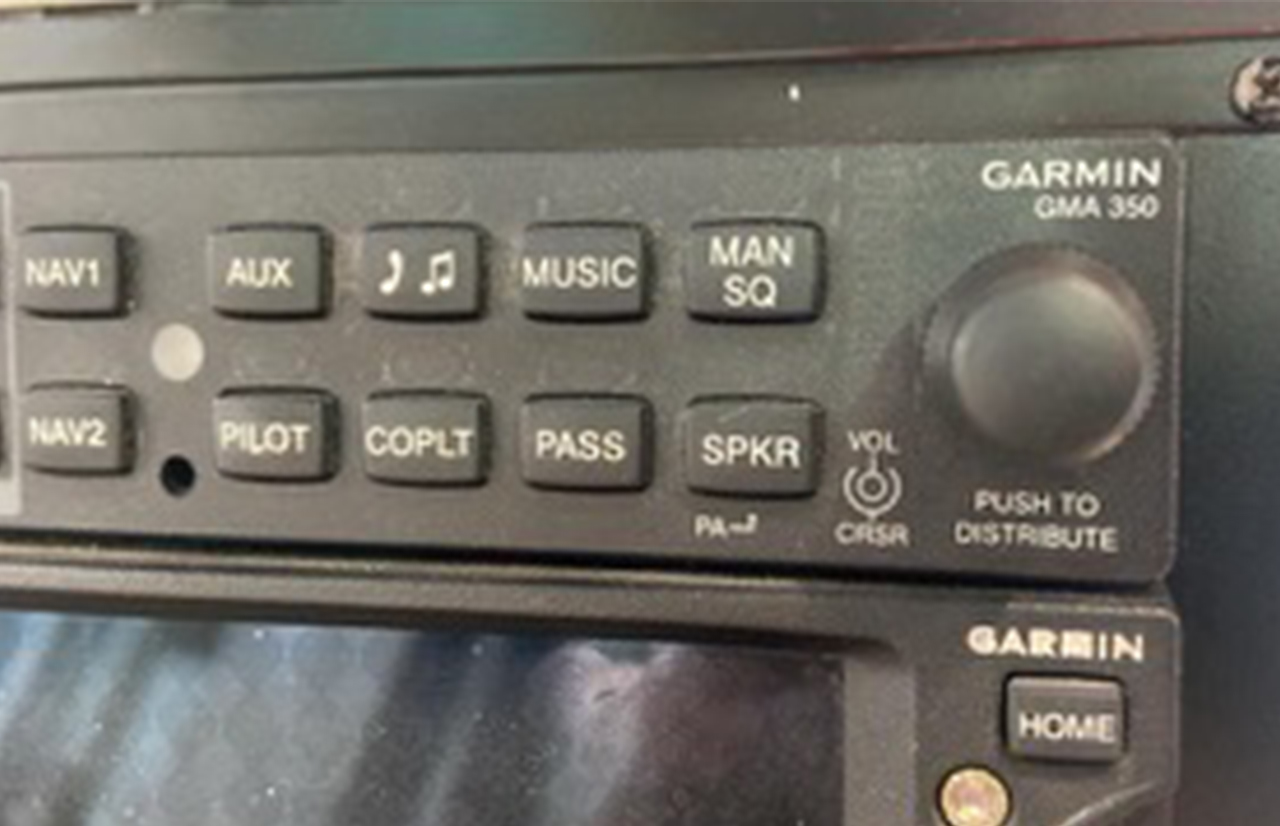 GARMIN
GMA 350
NAV1
AUX
MUSIC
MAN
SQ
NAV2
PILOT
COPLT
PASS
SPKR
VOL
PA
CRSR
PUSH TO
DISTRIBUTE
GARMIN
HOME